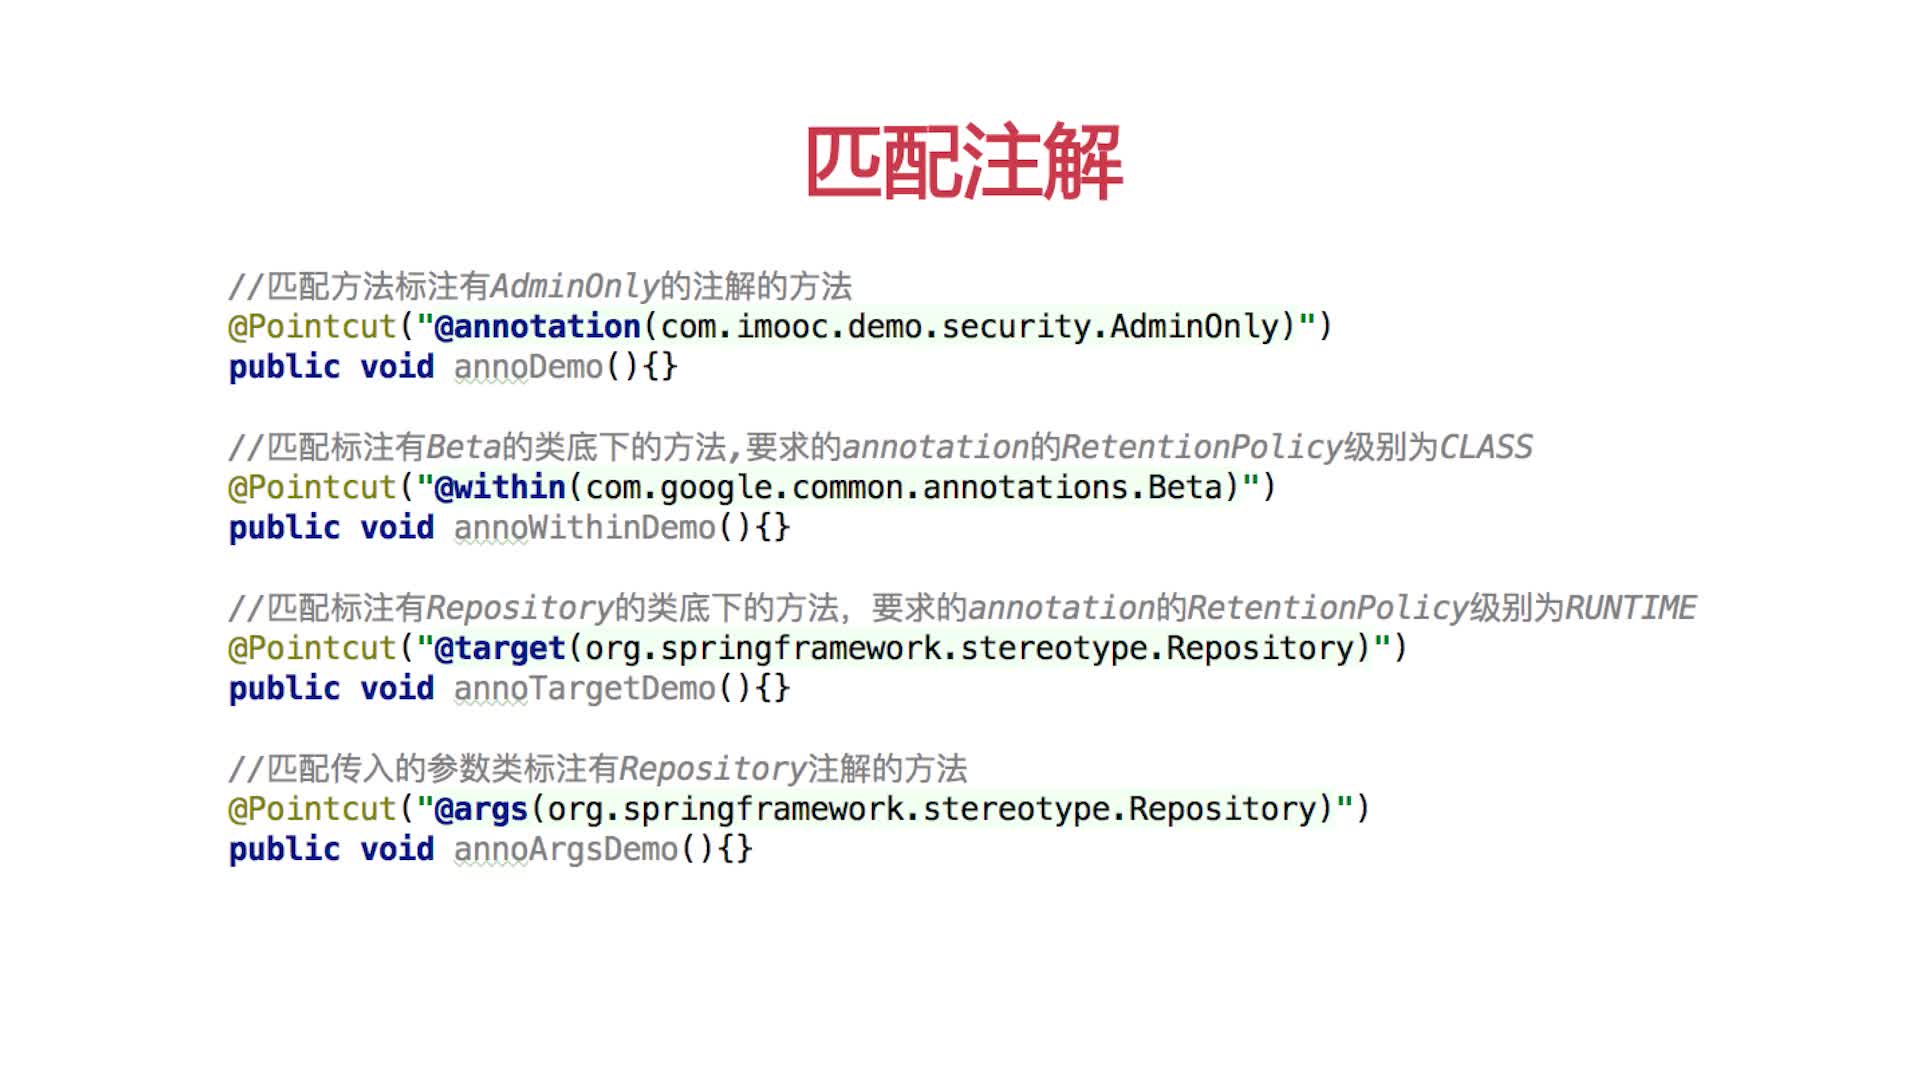 匹配注解
//匹配方法标注有AdminOnly的注解的方法
@Pointcut("@annotation(com.imooc.demo.security.AdminOnly)")
public void annoDemo(){}
//匹配标注有Beta的类底下的方法,要求的annotation的RetentionPolicy级别为CLASS
@Pointcut("@within(com.google.common.annotations.Beta)")
public void annoWithinDemo(){}
//匹配标注有Repository的类底下的方法，要求的annotation的RetentionPolicy级别为RUNTIME
@Pointcut("@target(org.springframework.stereotype.Repository)")
public void annoTargetDemo(){}
//匹配传入的参数类标注有Repository注解的方法
@Pointcut("@args(org.springframework.stereotype.Repository)")
public void annoArgsDemo(){}